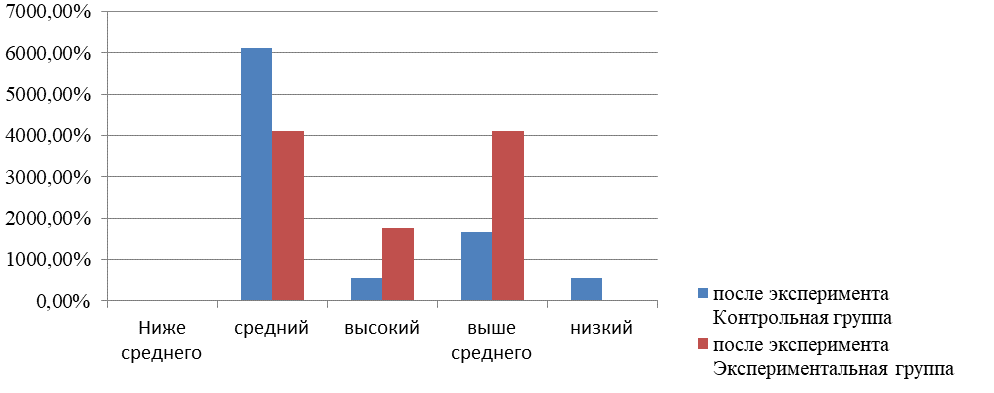 7000,00%
6000,00%
5000,00%
4000,00%
3000,00%
2000,00%
1000,00%
0,00%
Ниже
среднего
средний
высокий
выше
среднего
низкий
после эксперимента
Контрольная группа
после эксперимента
Экспериментальная группа